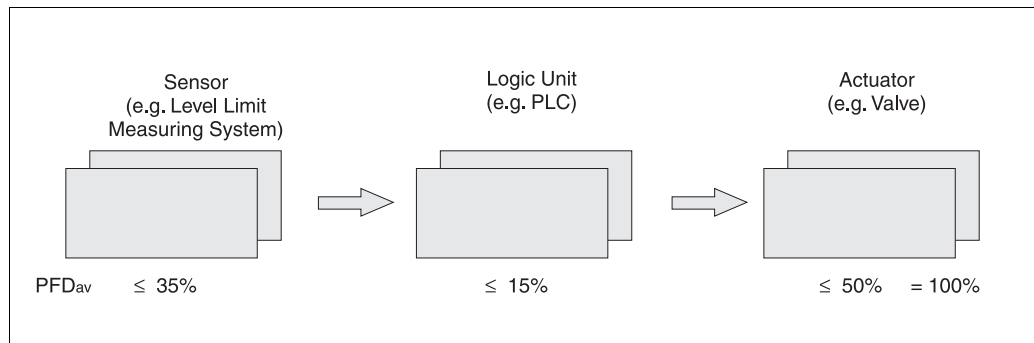 Sensor
(e.g. Level Limit
Measuring System)
Logic Unit
(e.g. PLC)
Actuator
(e.g. Valve)
PFDav ≤ 35%
≤ 15%
≤ 50% = 100%